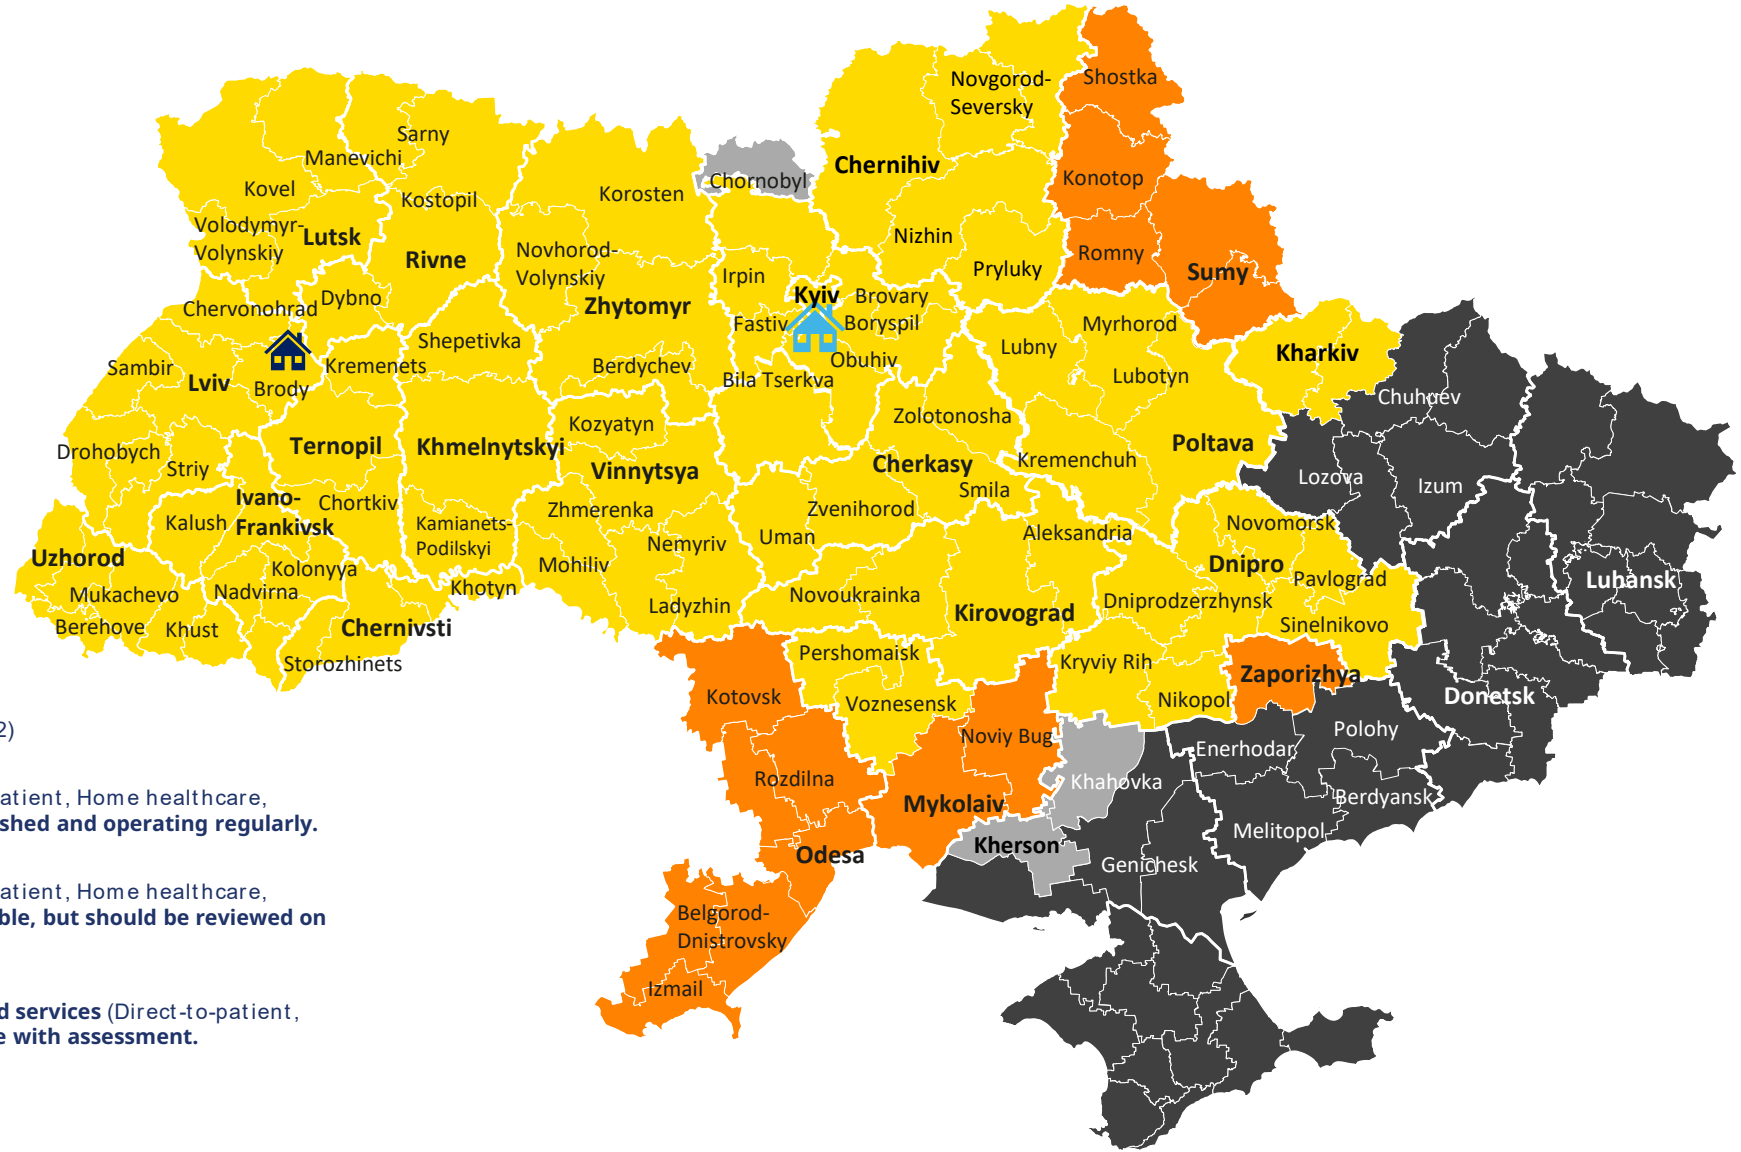 Shostka
Novgorod-
Seversky
Sarny
Manevichi
Chernihiv
Konotop
Chornobyl
Kovel
Korosten
Kostopil
Volodymyr-
Volynskiy
Lutsk
Nizhin
Romny
Rivne
Novhorod-
Volynskiy
Pryluky
Sumy
Irpin
Chervonohrad
Dybno
Zhytomyr
Kyiv
Brovary
Fastiv
Boryspil
Myrhorod
Shepetivka
Lubny
Kharkiv
Sambir
Kremenets
Berdychev
Obuhiv
Lviv
Brody
Bila Tserkva
Lubotyn
Chuhuev
Zolotonosha
Kozyatyn
Drohobych
Ternopil
Khmelnytskyi
Poltava
Striy
Vinnytsya
Cherkasy
Kremenchuh
Lozova
Izum
Ivano-
Frankivsk
Chortkiv
Smila
Kalush
Kamianets-
Podilskyi
Zhmerenka
Zvenihorod
Novomorsk
Uman
Aleksandria
Nemyriv
Uzhorod
Mohiliv
Dnipro
Kolonyya
Pavlograd
Luhansk
Mukachevo
Nadvirna
Khotyn
Ladyzhin
Novoukrainka
Kirovograd
Dniprodzerzhynsk
Berehove
Khust
Chernivsti
Sinelnikovo
Storozhinets
Pershomaisk
Kryviy Rih
Zaporizhya
Kotovsk
Voznesensk
Nikopol
Donetsk
2)
Noviy Bug
Enerhodar
Polohy
Rozdilna
Khahovka
atient, Home healthcare,
shed and operating regularly.
Mykolaiv
Berdyansk
Melitopol
Odesa
Kherson
Genichesk
atient, Home healthcare,
ble, but should be reviewed on
Belgorod-
Dnistrovsky
Izmail
d services (Direct-to-patient,
e with assessment.